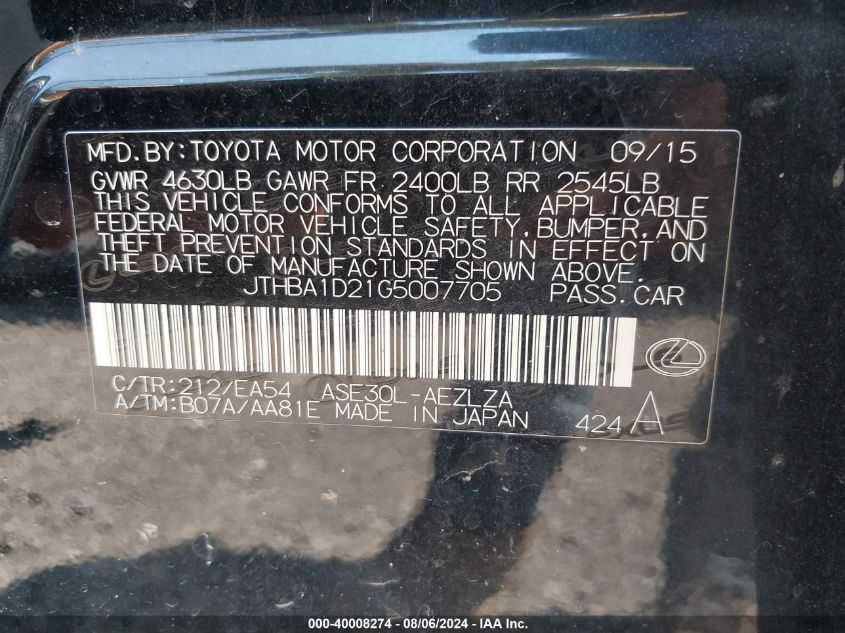 MFD.BY:TOYOTA MOTOR CORPORATION 09/15
GVWR 4630LB GAWR FR 2400LB RR 2545LB
THIS VEHICLE CONFORMS TO ALL APPLICABLE
FEDERAL MOTOR VEHICLE SAFETY,BUMPER,AND
THEFT PREVENTION STANDARDS IN EFFECT ON
THE DATE OF MANUFACTURE SHOWN ABOVE.
JTHBA1D21G5007705 PASS.CAR
C/TR:212/EA54 ASE30L-AEZLZA
A/TM:B07A/AA81E MADE IN JAPAN 424 A
000-40008274 - 08/06/2024 - IAA Inc.